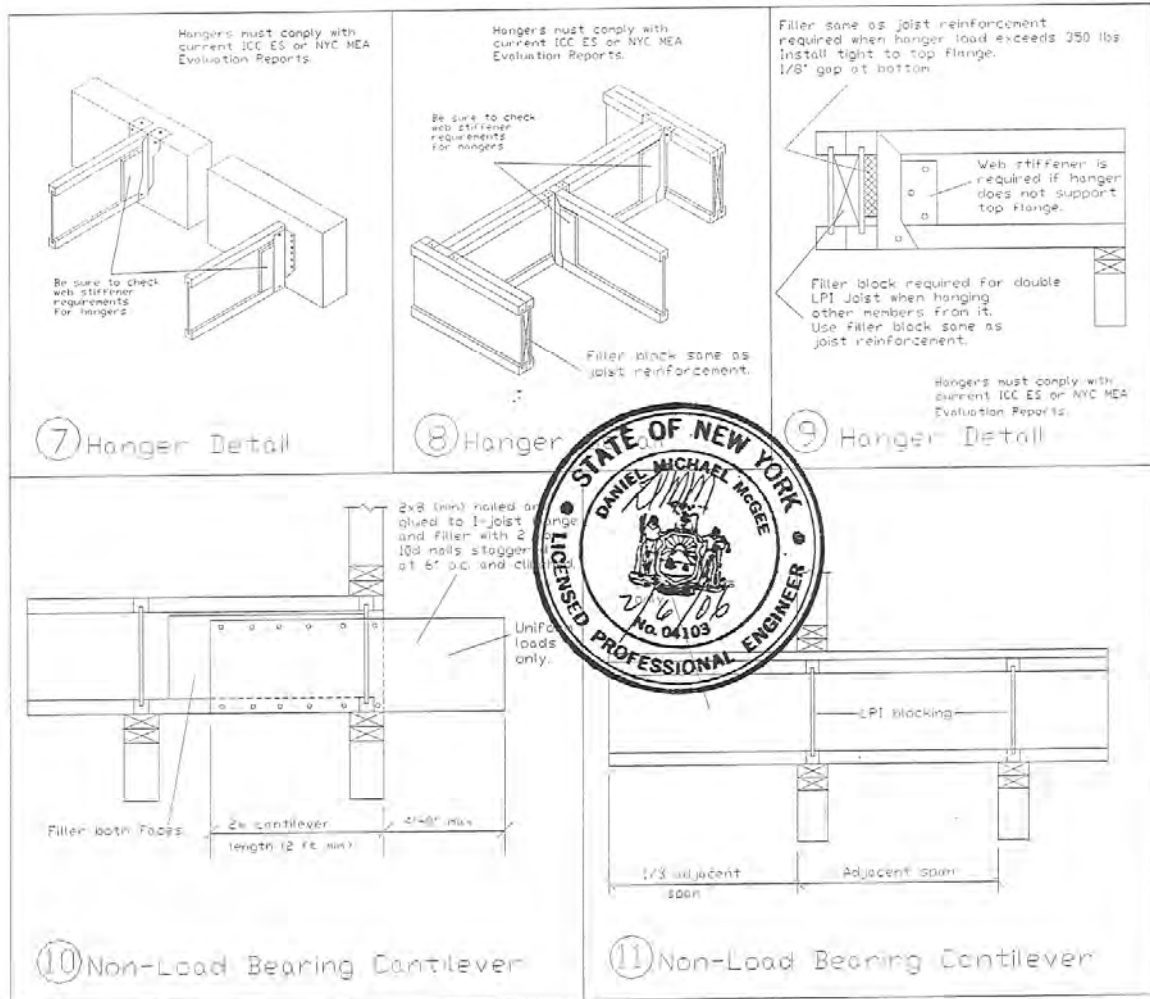 Hangers must comply with
current ICC ES or NYC MEA
Evaluation Reports.
Be sure to check
web stiffener
requirements
for hangers
7 Hanger Detail
Hangers must comply with
current ICC ES or NYC MEA
Evaluation Reports.
Be sure to check
web stiffener
requirements
for hangers
Filler block same as
joist reinforcement.
8 Hanger
Filler same as joist reinforcement
required when hanger load exceeds 350 lbs.
Install tight to top flange.
1/8" gap at bottom
Web stiffener is
required if hanger
does not support
top flange.
Filler block required for double
LPI Joist when hanging
other members from it.
Use filler block same as
joist reinforcement.
Hangers must comply with
current ICC ES or NYC MEA
Evaluation Reports.
9 Hanger Detail
STATE OF NEW YORK
DANIEL MICHAEL McGEE
2/6/06
No. 04103
LICENSED PROFESSIONAL ENGINEER
2x8 (min) nailed
glued to I-joist
and filler with 2
10d nails
at 6" o.c. and
Uniform
loads
only.
Filler both faces
2x cantilever
length (2 ft min)
max
10 Non-Load Bearing Cantilever
only
LPI blocking
1/3 adjacent
span
Adjacent span
11 Non-Load Bearing Cantilever